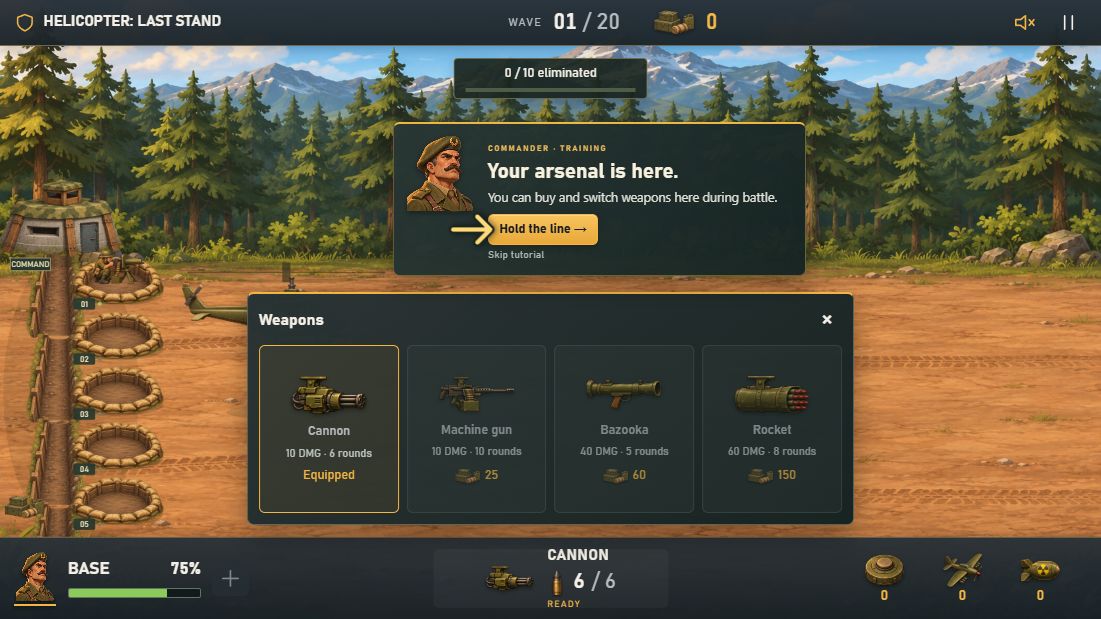 HELICOPTER: LAST STAND
WAVE 01 / 20
0
0 / 10 eliminated
COMMANDER · TRAINING
Your arsenal is here.
You can buy and switch weapons here during battle.
Hold the line →
Skip tutorial
COMMAND
01
02
03
04
05
Weapons
×
Cannon
10 DMG · 6 rounds
Equipped
Machine gun
10 DMG · 10 rounds
25
Bazooka
40 DMG · 5 rounds
60
Rocket
60 DMG · 8 rounds
150
BASE 75%
+
CANNON
6 / 6
READY
0
0
0